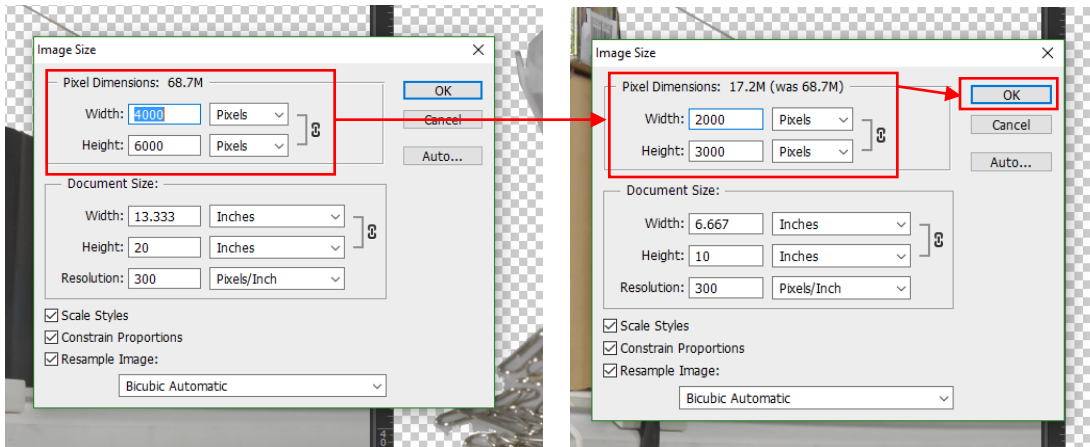 Image Size
Pixel Dimensions: 68.7M
Width: 4000 Pixels
Height: 6000 Pixels
OK
Cancel
Auto...
Document Size:
Width: 13.333 Inches
Height: 20 Inches
Resolution: 300 Pixels/Inch
Scale Styles
Constrain Proportions
Resample Image:
Bicubic Automatic
4
0
Image Size
Pixel Dimensions: 17.2M (was 68.7M)
Width: 2000 Pixels
Height: 3000 Pixels
OK
Cancel
Auto...
Document Size:
Width: 6.667 Inches
Height: 10 Inches
Resolution: 300 Pixels/Inch
Scale Styles
Constrain Proportions
Resample Image:
Bicubic Automatic